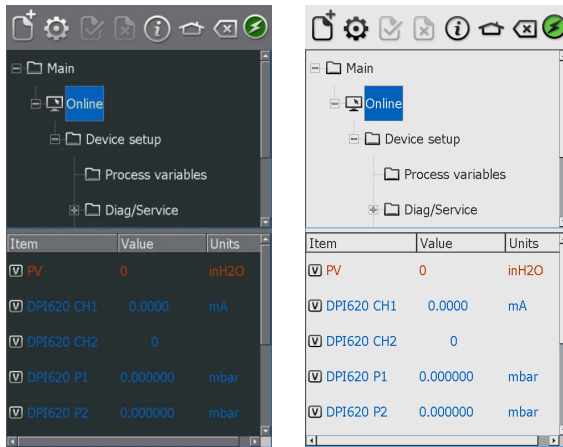 Main
Online
Device setup
Process variables
Diag/Service
Item Value Units
V PV 0 inH2O
V DPI620 CH1 0.0000 mA
V DPI620 CH2 0
V DPI620 P1 0.000000 mbar
V DPI620 P2 0.000000 mbar
Main
Online
Device setup
Process variables
Diag/Service
Item Value Units
V PV 0 inH2O
V DPI620 CH1 0.0000 mA
V DPI620 CH2 0
V DPI620 P1 0.000000 mbar
V DPI620 P2 0.000000 mbar